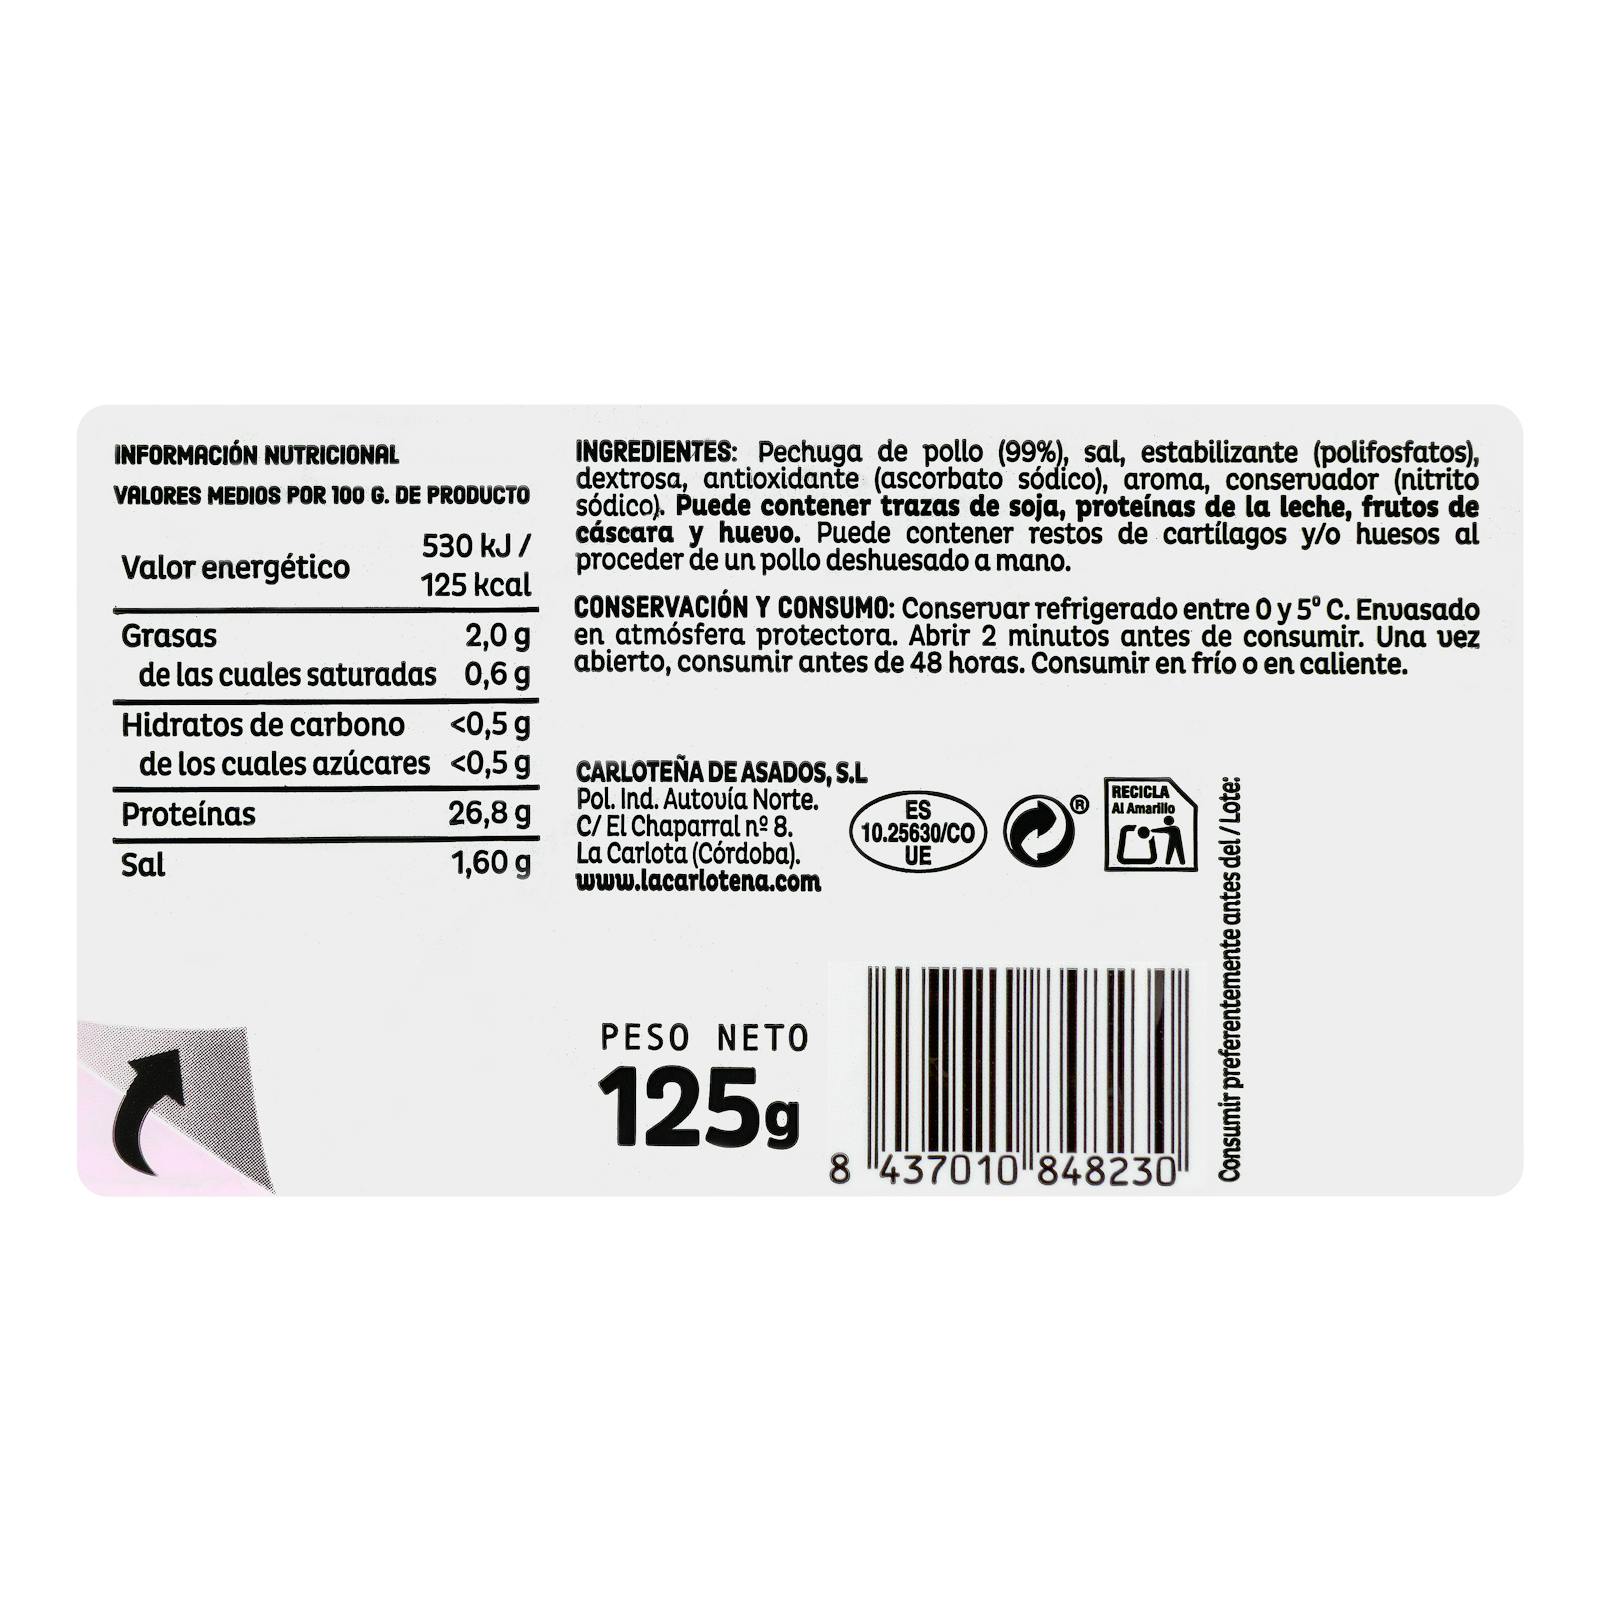 INFORMACIÓN NUTRICIONAL
VALORES MEDIOS POR 100 G. DE PRODUCTO
Valor energético 530 kJ /
125 kcal
Grasas 2,0 g
de las cuales saturadas 0,6 g
Hidratos de carbono <0,5 g
de los cuales azúcares <0,5 g
Proteínas 26,8 g
Sal 1,60 g
INGREDIENTES: Pechuga de pollo (99%), sal, estabilizante (polifosfatos),
dextrosa, antioxidante (ascorbato sódico), aroma, conservador (nitrito
sódico). Puede contener trazas de soja, proteínas de la leche, frutos de
cáscara y huevo. Puede contener restos de cartílagos y/o huesos al
proceder de un pollo deshuesado a mano.
CONSERVACIÓN Y CONSUMO: Conservar refrigerado entre 0 y 5º C. Envasado
en atmósfera protectora. Abrir 2 minutos antes de consumir. Una vez
abierto, consumir antes de 48 horas. Consumir en frío o en caliente.
CARLOTEÑA DE ASADOS, S.L
Pol. Ind. Autovía Norte.
C/ El Chaparral nº 8.
La Carlota (Córdoba).
www.lacarlotena.com
ES
10.25630/CO
UE
®
RECICLA
Al Amarillo
Consumir preferentemente antes del / Lote:
PESO NETO
125g
8 437010 848230